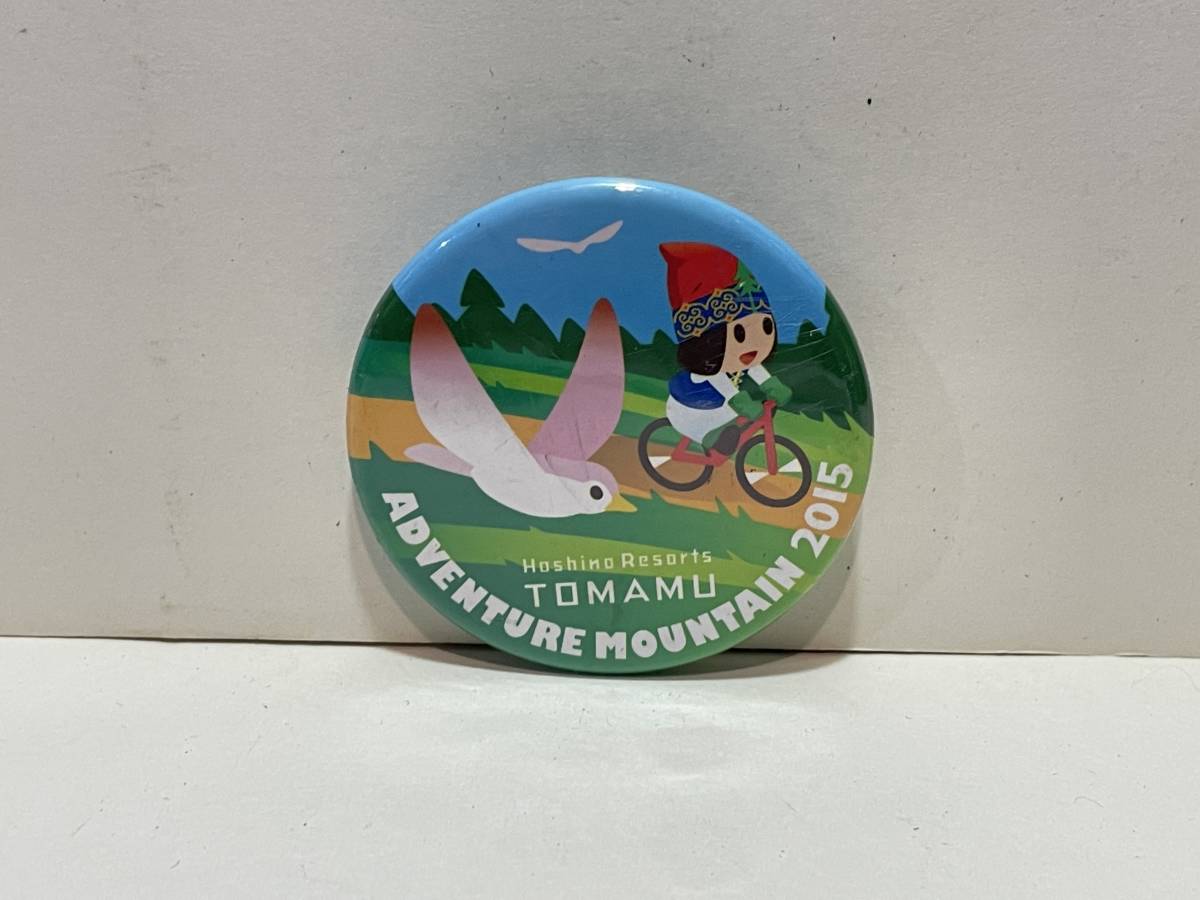 Hoshino Resorts
TOMAMU
ADVENTURE MOUNTAIN 2015